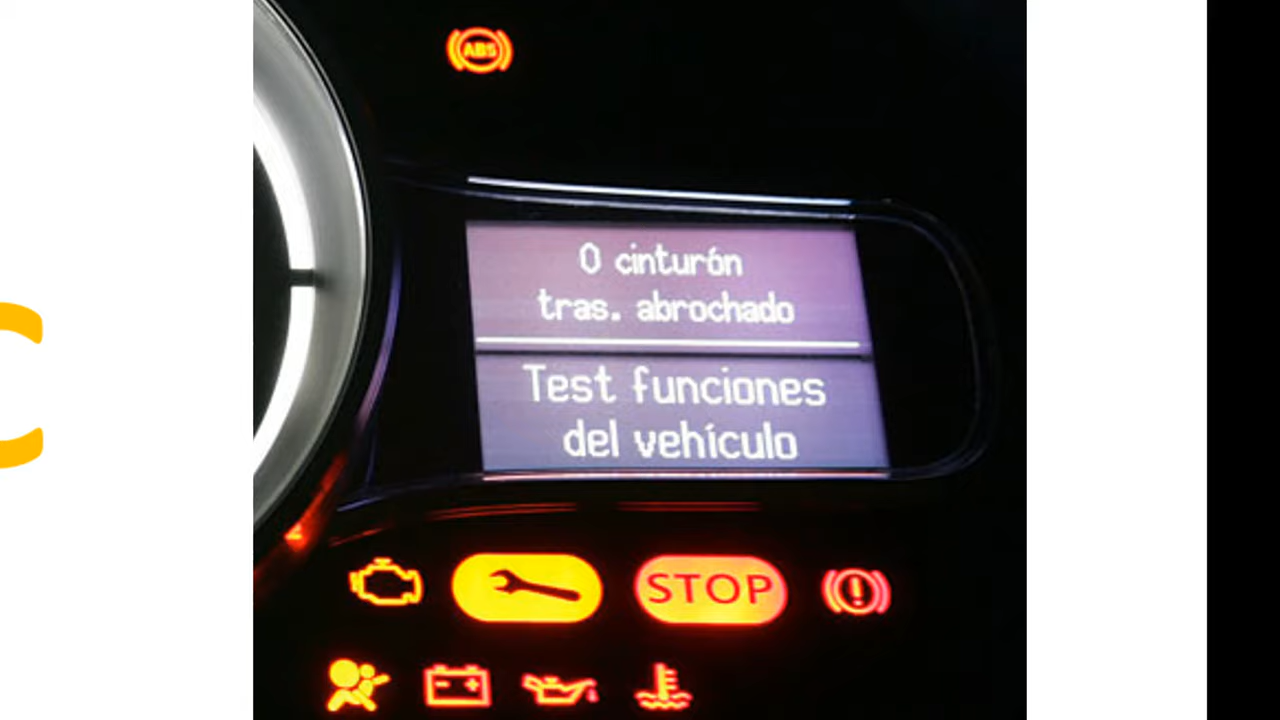 ABS
0 cinturón
tras. abrochado
Test funciones
del vehículo
STOP